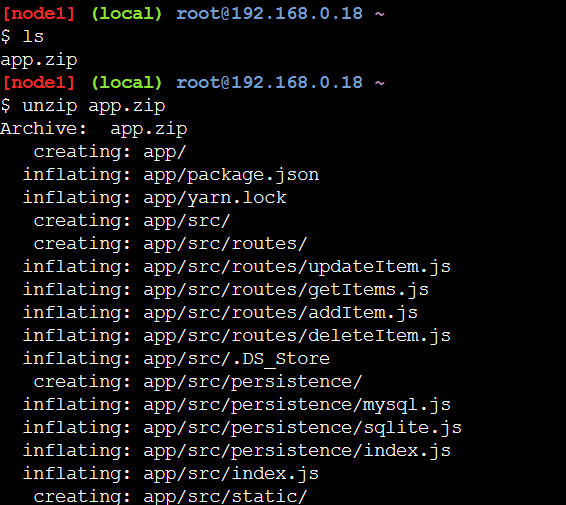 [node1] (local) root@192.168.0.18 ~
$ ls
app.zip
[node1] (local) root@192.168.0.18 ~
$ unzip app.zip
Archive:  app.zip
   creating: app/
  inflating: app/package.json
  inflating: app/yarn.lock
   creating: app/src/
   creating: app/src/routes/
  inflating: app/src/routes/updateItem.js
  inflating: app/src/routes/getItems.js
  inflating: app/src/routes/addItem.js
  inflating: app/src/routes/deleteItem.js
  inflating: app/src/.DS_Store
   creating: app/src/persistence/
  inflating: app/src/persistence/mysql.js
  inflating: app/src/persistence/sqlite.js
  inflating: app/src/persistence/index.js
  inflating: app/src/index.js
   creating: app/src/static/